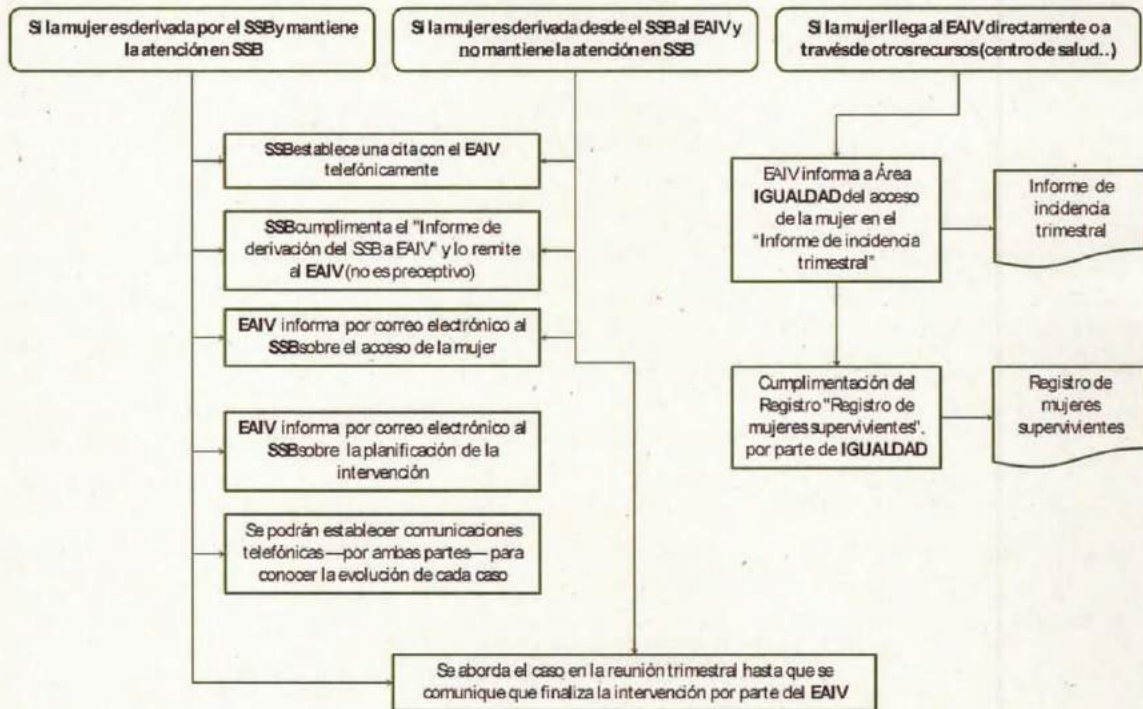 Si la mujer es derivada por el SSB y mantiene
la atención en SSB
Si la mujer es derivada desde el SSB al EAIV y
no mantiene la atención en SSB
Si la mujer llega al EAIV directamente o a
través de otros recursos (centro de salud..)
SSB establece una cita con el EAIV
telefónicamente
SSB cumplimenta el "Informe de
derivación del SSB a EAIV" y lo remite
al EAIV (no es preceptivo)
EAIV informa por correo electrónico al
SSB sobre el acceso de la mujer
EAIV informa por correo electrónico al
SSB sobre la planificación de la
intervención
Se podrán establecer comunicaciones
telefónicas—por ambas partes—para
conocer la evolución de cada caso
Se aborda el caso en la reunión trimestral hasta que se
comunique que finaliza la intervención por parte del EAIV
EAIV informa a Área
IGUALDAD del acceso
de la mujer en el
"Informe de incidencia
trimestral"
Informe de
incidencia
trimestral
Cumplimentación del
Registro "Registro de
mujeres supervivientes",
por parte de IGUALDAD
Registro de
mujeres
supervivientes